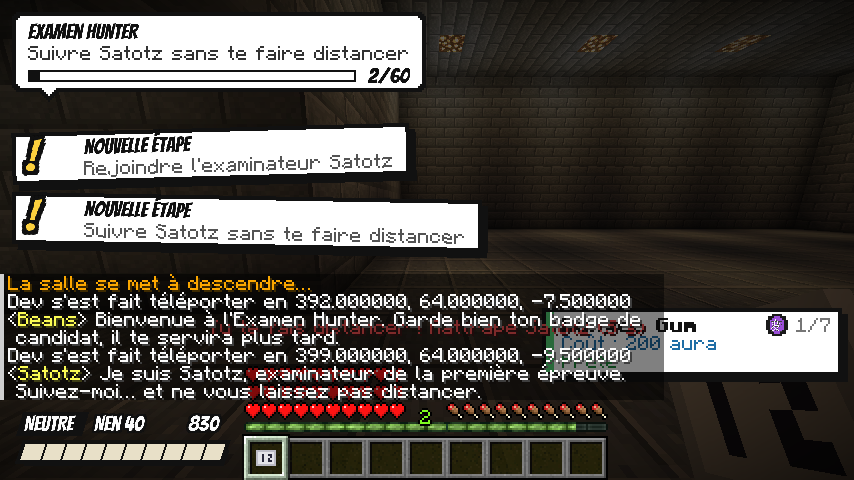 EXAMEN HUNTER
Suivre Satotz sans te faire distancer
2/60
NOUVELLE ÉTAPE
Rejoindre l'examinateur Satotz
NOUVELLE ÉTAPE
Suivre Satotz sans te faire distancer
La salle se met à descendre...
Dev s'est fait téléporter en 392.000000, 64.000000, -7.500000
<Beans> Bienvenue à l'Examen Hunter. Garde bien ton badge de
candidat, il te servira plus tard.
Dev s'est fait téléporter en 399.000000, 64.000000, -9.500000
<Satotz> Je suis Satotz, examinateur de la première épreuve.
Suivez-moi... et ne vous laissez pas distancer.
Gum
1/7
Coût : 200 aura
NEUTRE NEN 40 830
2
12
12